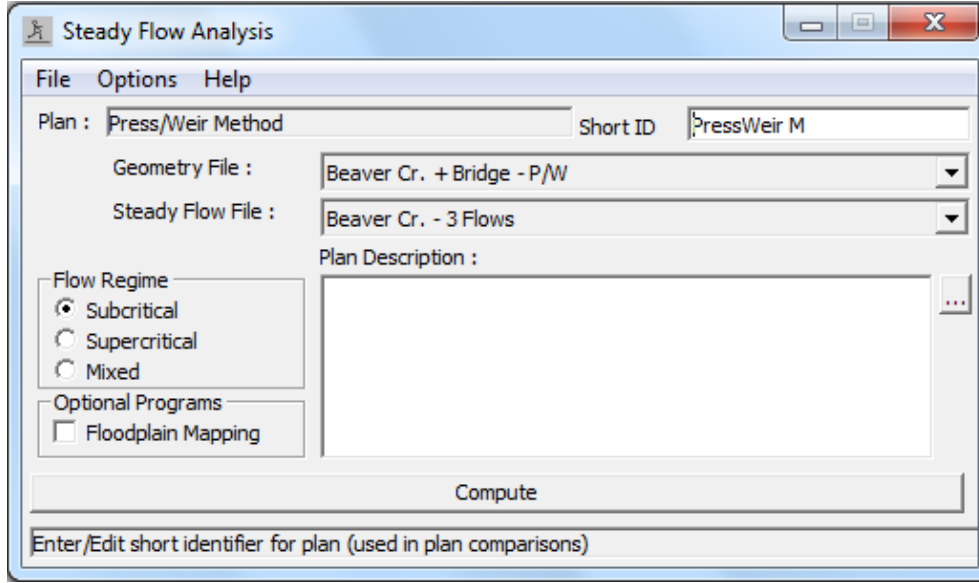 Steady Flow Analysis
File Options Help
Plan : Press/Weir Method Short ID PressWeir M
Geometry File : Beaver Cr. + Bridge - P/W
Steady Flow File : Beaver Cr. - 3 Flows
Plan Description :
Flow Regime
Subcritical
Supercritical
Mixed
...
Optional Programs
Floodplain Mapping
Compute
Enter/Edit short identifier for plan (used in plan comparisons)